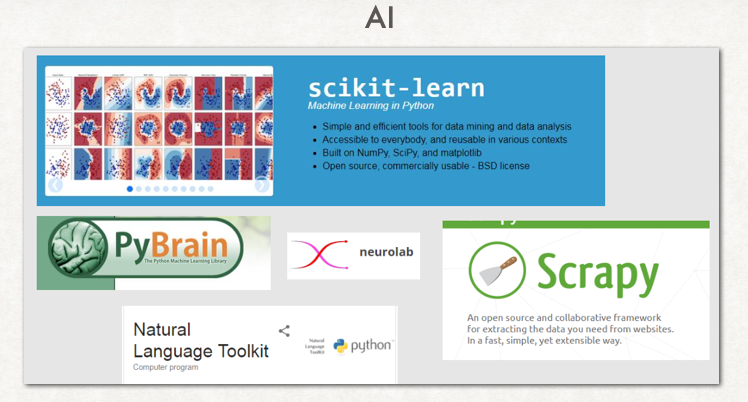 AI
scikit-learn
Machine Learning in Python
Simple and efficient tools for data mining and data analysis
Accessible to everybody, and reusable in various contexts
Built on NumPy, SciPy, and matplotlib
Open source, commercially usable - BSD license
PyBrain
The Python Machine Learning Library
neurolab
Scrapy
An open source and collaborative framework
for extracting the data you need from websites.
In a fast, simple, yet extensible way.
Natural
Language Toolkit
Computer program
Natural
Language
Toolkit
python